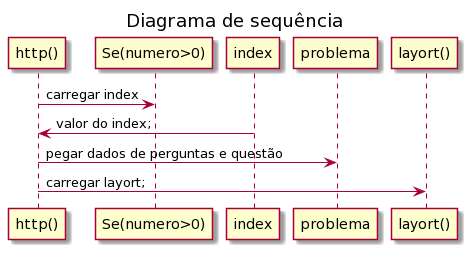 Diagrama de sequência
http() Se(numero>0) index problema layort()
carregar index
valor do index;
pegar dados de perguntas e questão
carregar layort;
http() Se(numero>0) index problema layort()